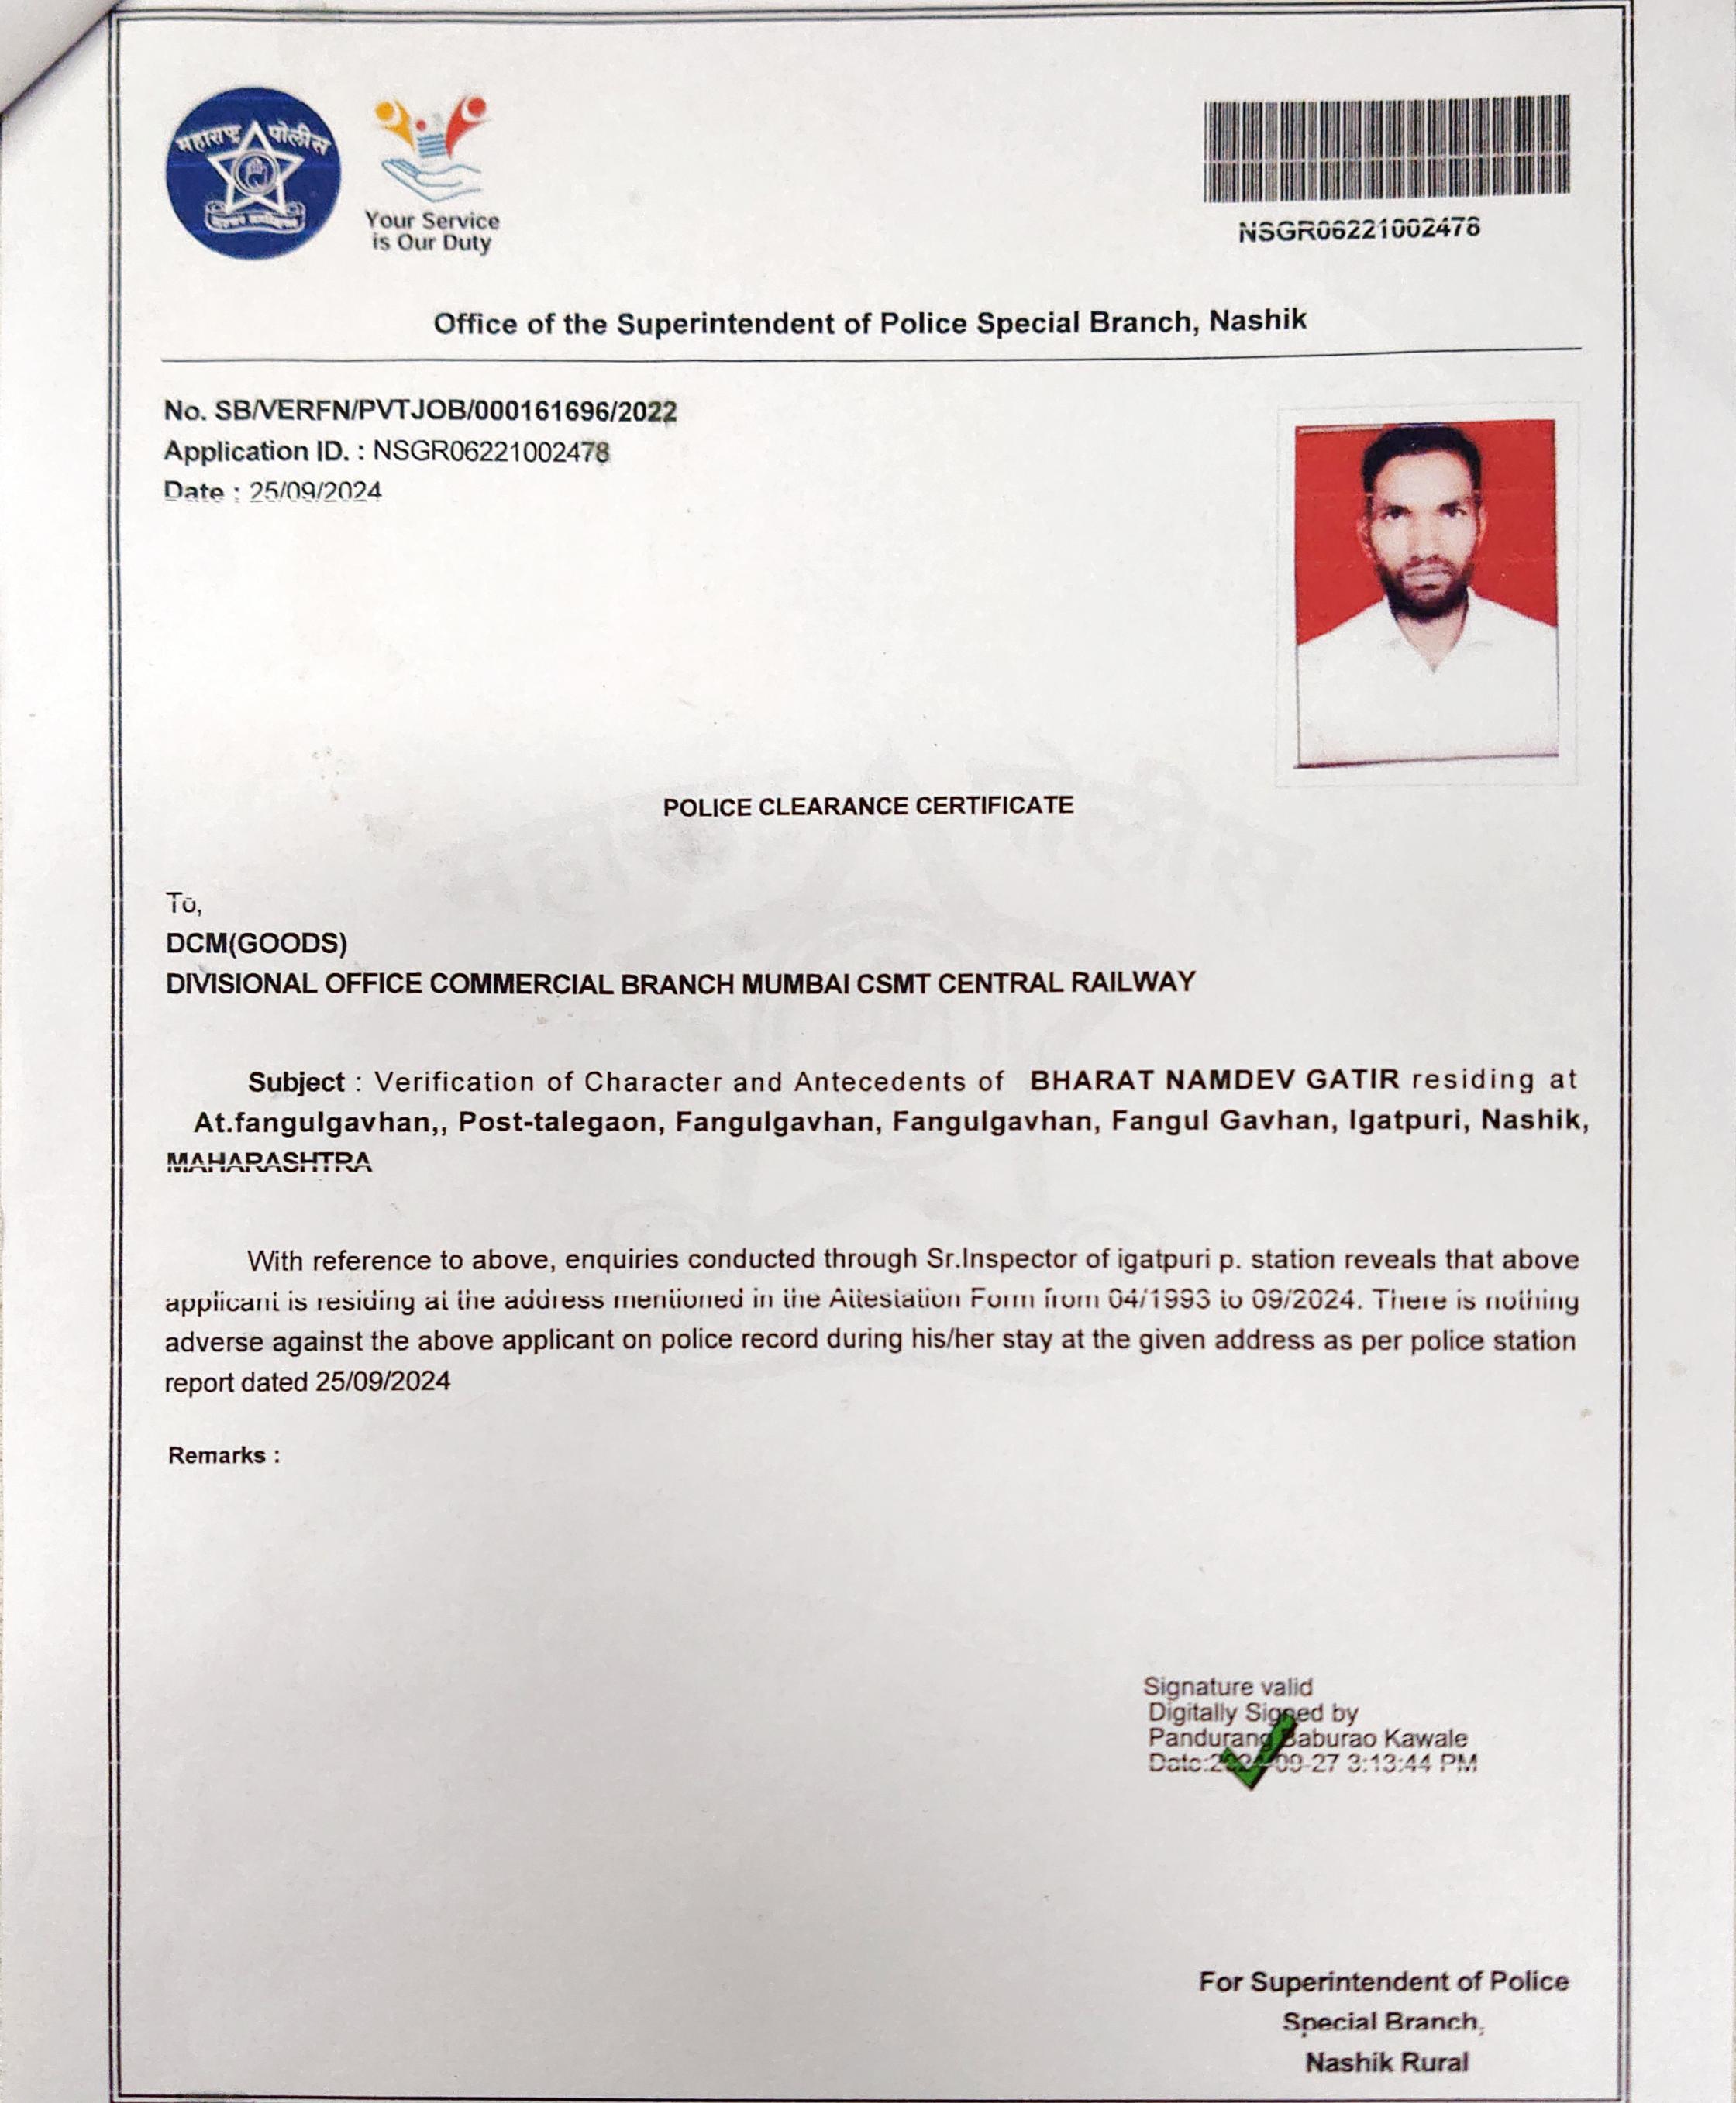 महाराष्ट्र पोलीस
Your Service
is Our Duty
NSGR06221002478
Office of the Superintendent of Police Special Branch, Nashik
No. SB/VERFN/PVTJOB/000161696/2022
Application ID. : NSGR06221002478
Date : 25/09/2024
POLICE CLEARANCE CERTIFICATE
To,
DCM(GOODS)
DIVISIONAL OFFICE COMMERCIAL BRANCH MUMBAI CSMT CENTRAL RAILWAY
Subject : Verification of Character and Antecedents of BHARAT NAMDEV GATIR residing at
At.fangulgavhan,, Post-talegaon, Fangulgavhan, Fangulgavhan, Fangul Gavhan, Igatpuri, Nashik,
MAHARASHTRA
With reference to above, enquiries conducted through Sr.Inspector of igatpuri p. station reveals that above
applicant is residing at the address mentioned in the Attestation Form from 04/1993 to 09/2024. There is nothing
adverse against the above applicant on police record during his/her stay at the given address as per police station
report dated 25/09/2024
Remarks :
Signature valid
Digitally Signed by
Pandurang Baburao Kawale
Date:2024-09-27 3:13:44 PM
For Superintendent of Police
Special Branch,
Nashik Rural